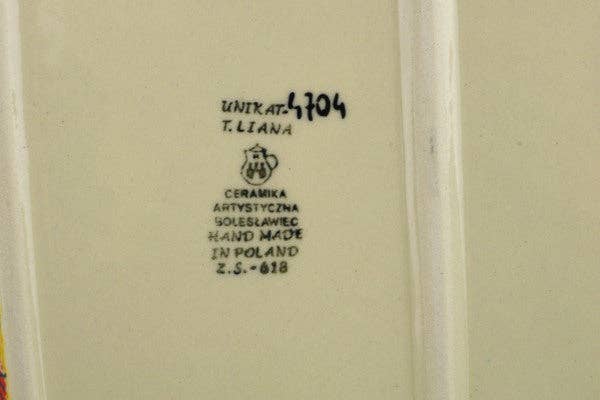 UNIKAT-4704
T. LIANA
CERAMIKA
ARTYSTYCZNA
BOLESŁAWIEC
HAND MADE
IN POLAND
Z.S.-618